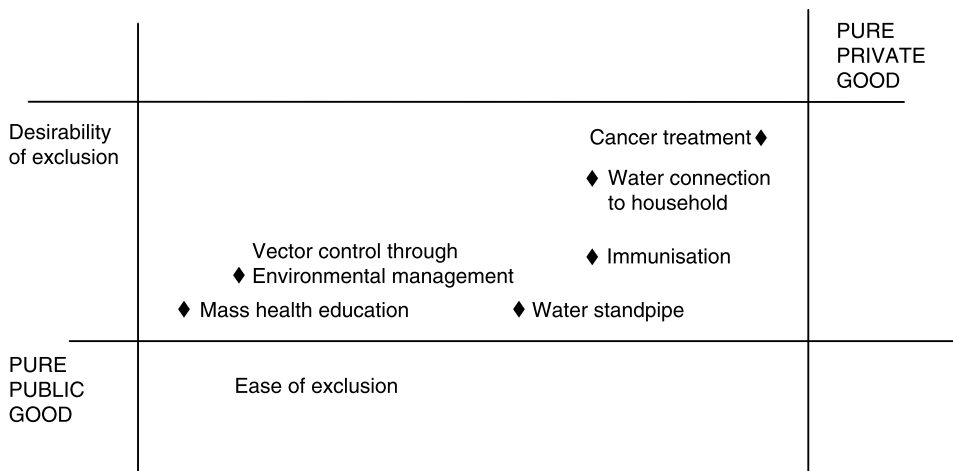 PURE
PRIVATE
GOOD
Desirability
of exclusion
Cancer treatment
Water connection
to household
Vector control through
Environmental management
Immunisation
Mass health education
Water standpipe
PURE
PUBLIC
GOOD
Ease of exclusion